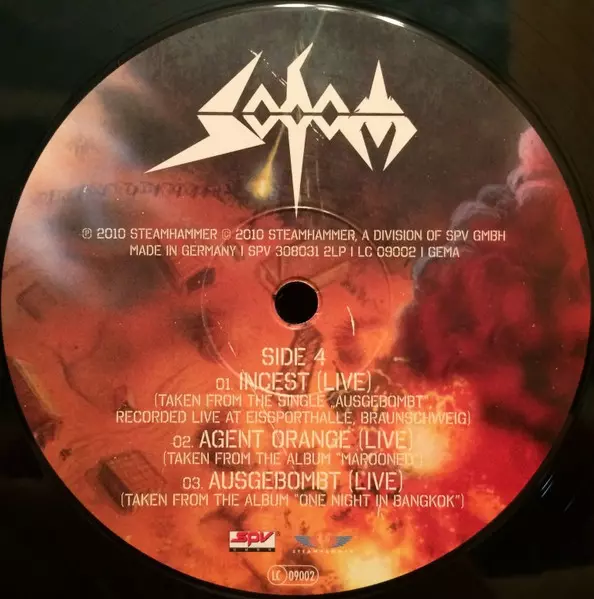 SODOM
℗ 2010 STEAMHAMMER © 2010 STEAMHAMMER, A DIVISION OF SPV GMBH
MADE IN GERMANY | SPV 308031 2LP | LC 09002 | GEMA
SIDE 4
01. INCEST (LIVE)
(TAKEN FROM THE SINGLE „AUSGEBOMBT",
RECORDED LIVE AT EISSPORTHALLE, BRAUNSCHWEIG)
02. AGENT ORANGE (LIVE)
(TAKEN FROM THE ALBUM "MAROONED")
03. AUSGEBOMBT (LIVE)
(TAKEN FROM THE ALBUM "ONE NIGHT IN BANGKOK")
SPV
STEAMHAMMER
LC 09002